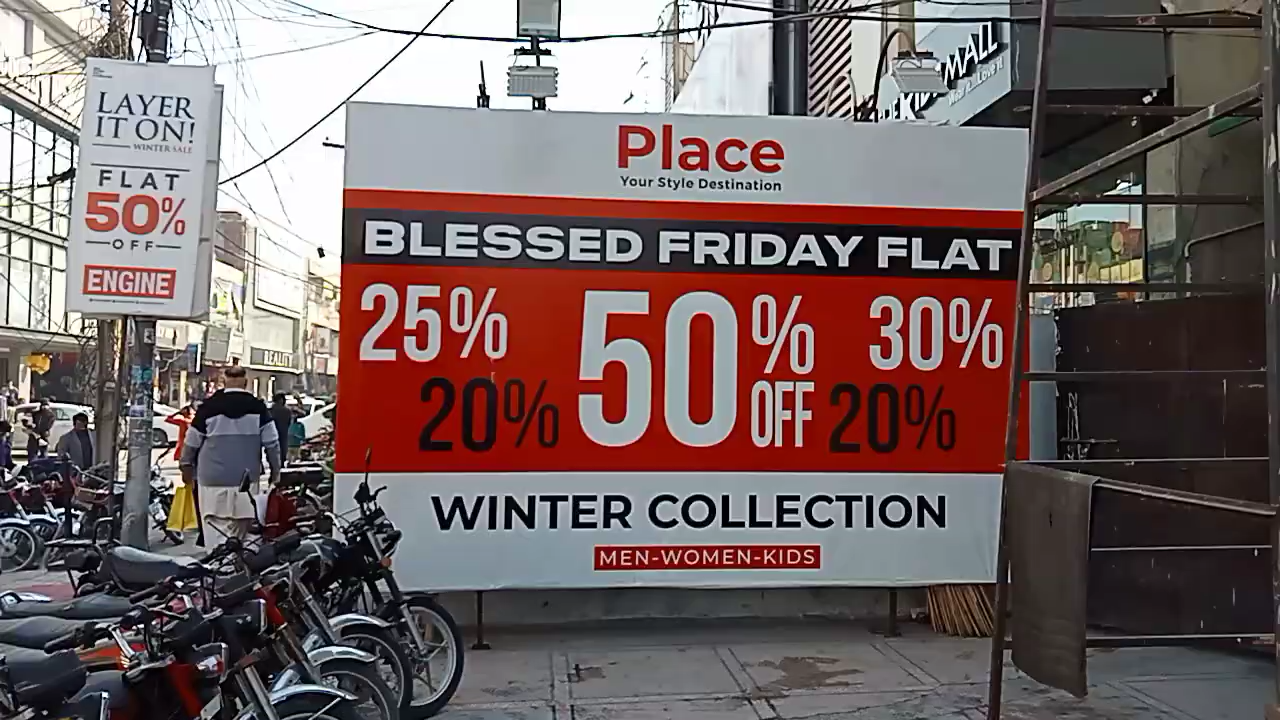 LAYER
IT ON!
WINTER SALE
FLAT
50%
OFF
ENGINE
Place
Your Style Destination
BLESSED FRIDAY FLAT
25% 50% OFF 30%
20% 20%
WINTER COLLECTION
MEN-WOMEN-KIDS
MALL
REALITY